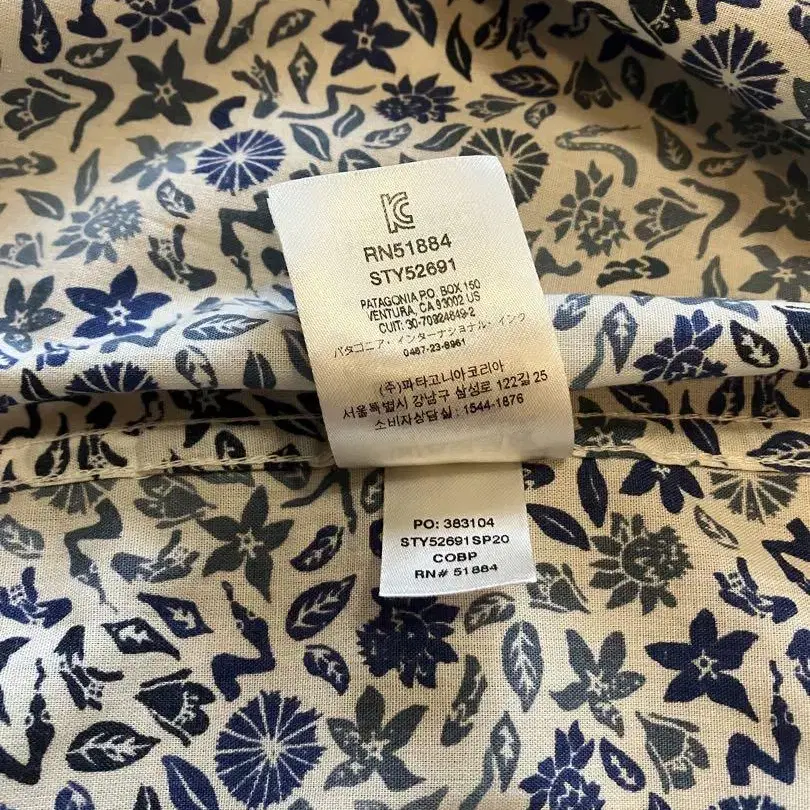 RN51884
STY52691
PATAGONIA P.O. BOX 150
VENTURA, CA 93002 US
CUIT: 30-70924849-2
パタゴニア・インターナショナル・インク
0467-23-8961
(주)파타고니아코리아
서울특별시 강남구 삼성로 122길 25
소비자상담실 : 1544-1876
PO: 383104
STY52691SP20
COBP
RN# 51884